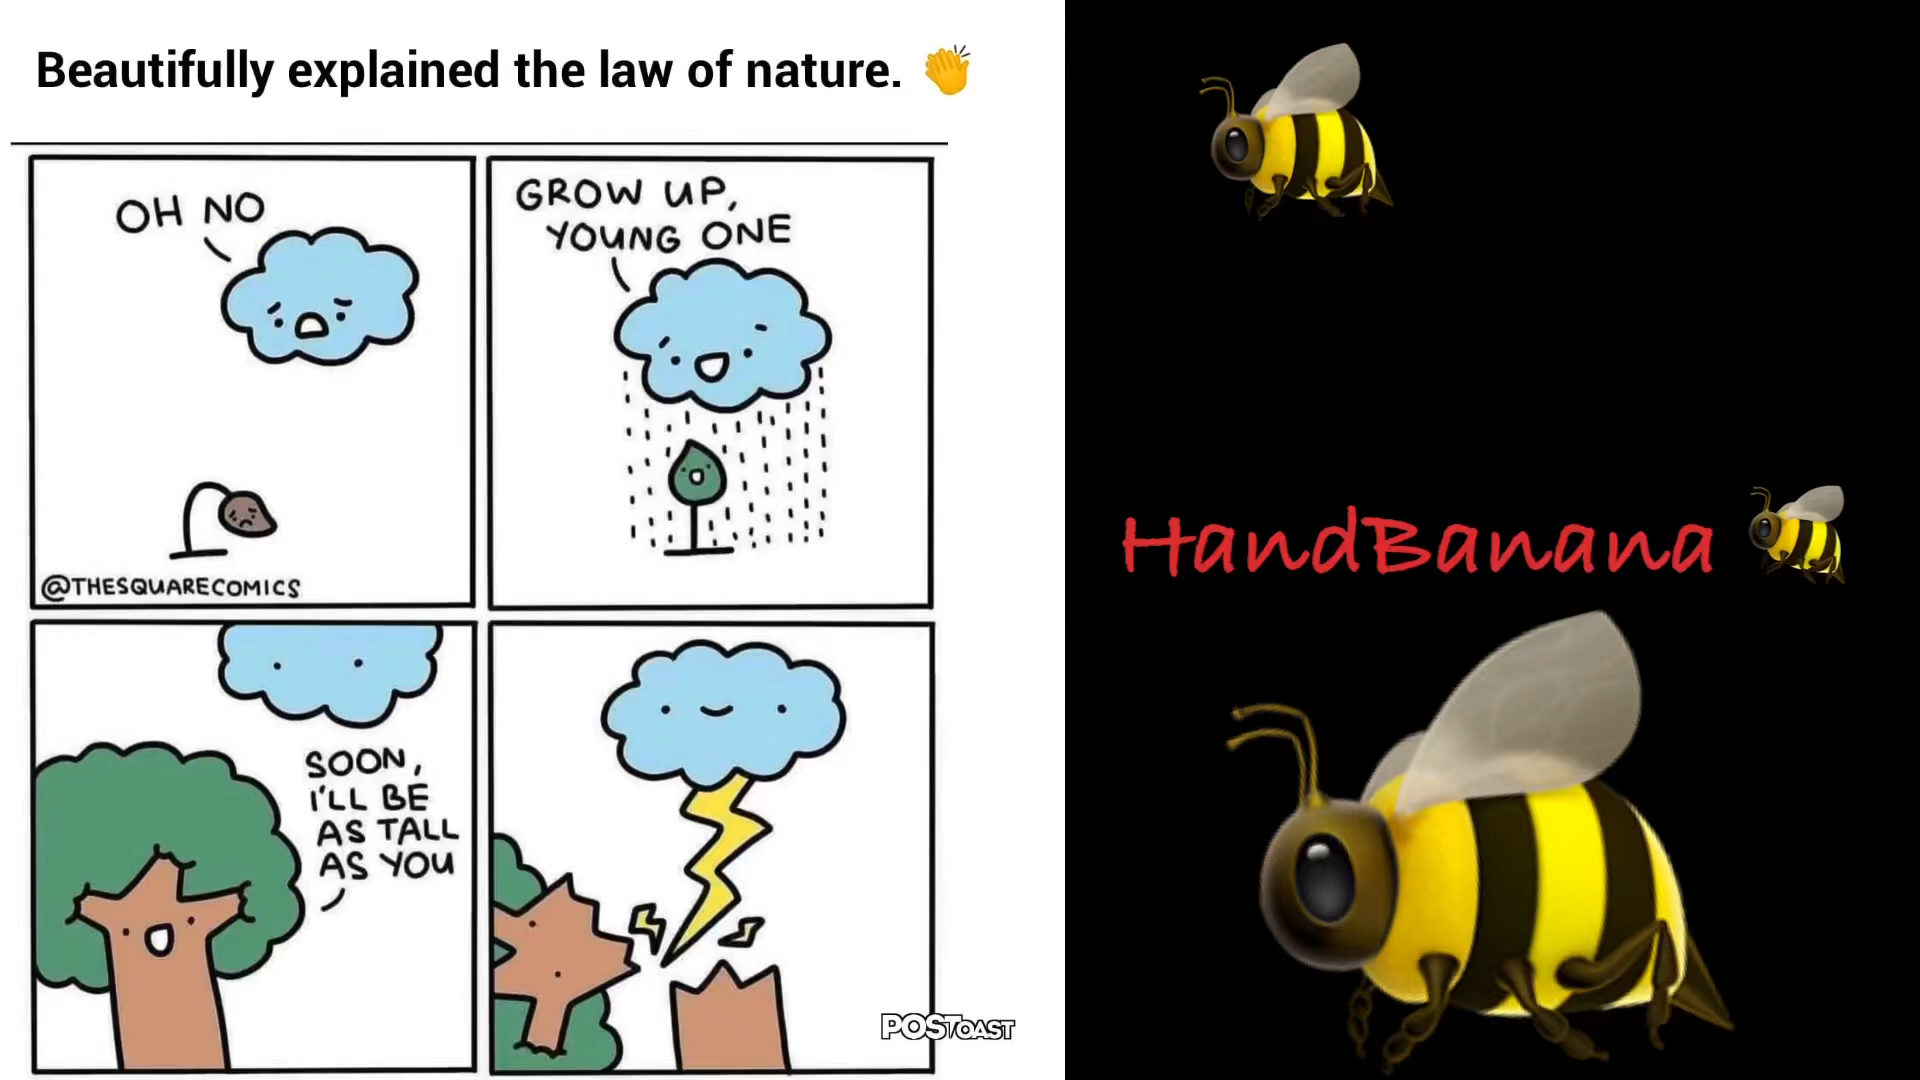 Beautifully explained the law of nature. 👏
OH NO
@THESQUARECOMICS
GROW UP,
YOUNG ONE
SOON,
I'LL BE
AS TALL
AS YOU
POSTOAST
HandBanana